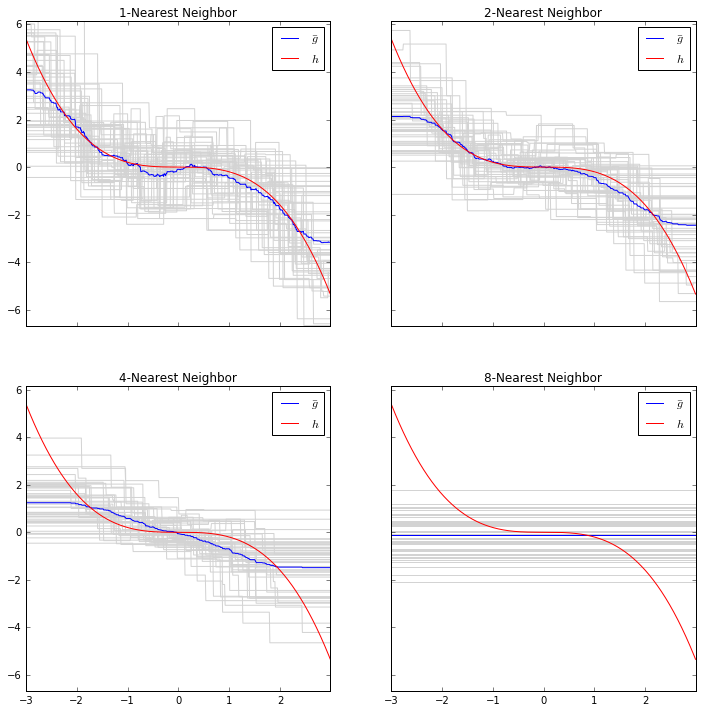 1-Nearest Neighbor
2-Nearest Neighbor
6
4
2
0
−2
−4
−6
ḡ
h
ḡ
h
4-Nearest Neighbor
8-Nearest Neighbor
6
4
2
0
−2
−4
−6
ḡ
h
ḡ
h
−3 −2 −1 0 1 2
−3 −2 −1 0 1 2